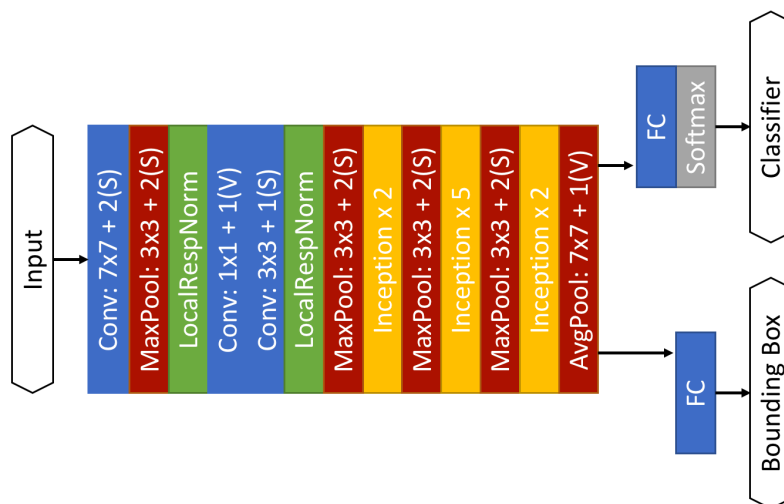 Input
Conv: 7x7 + 2(S)
MaxPool: 3x3 + 2(S)
LocalRespNorm
Conv: 1x1 + 1(V)
Conv: 3x3 + 1(S)
LocalRespNorm
MaxPool: 3x3 + 2(S)
Inception x 2
MaxPool: 3x3 + 2(S)
Inception x 5
MaxPool: 3x3 + 2(S)
Inception x 2
AvgPool: 7x7 + 1(V)
FC
Softmax
Classifier
FC
Bounding Box